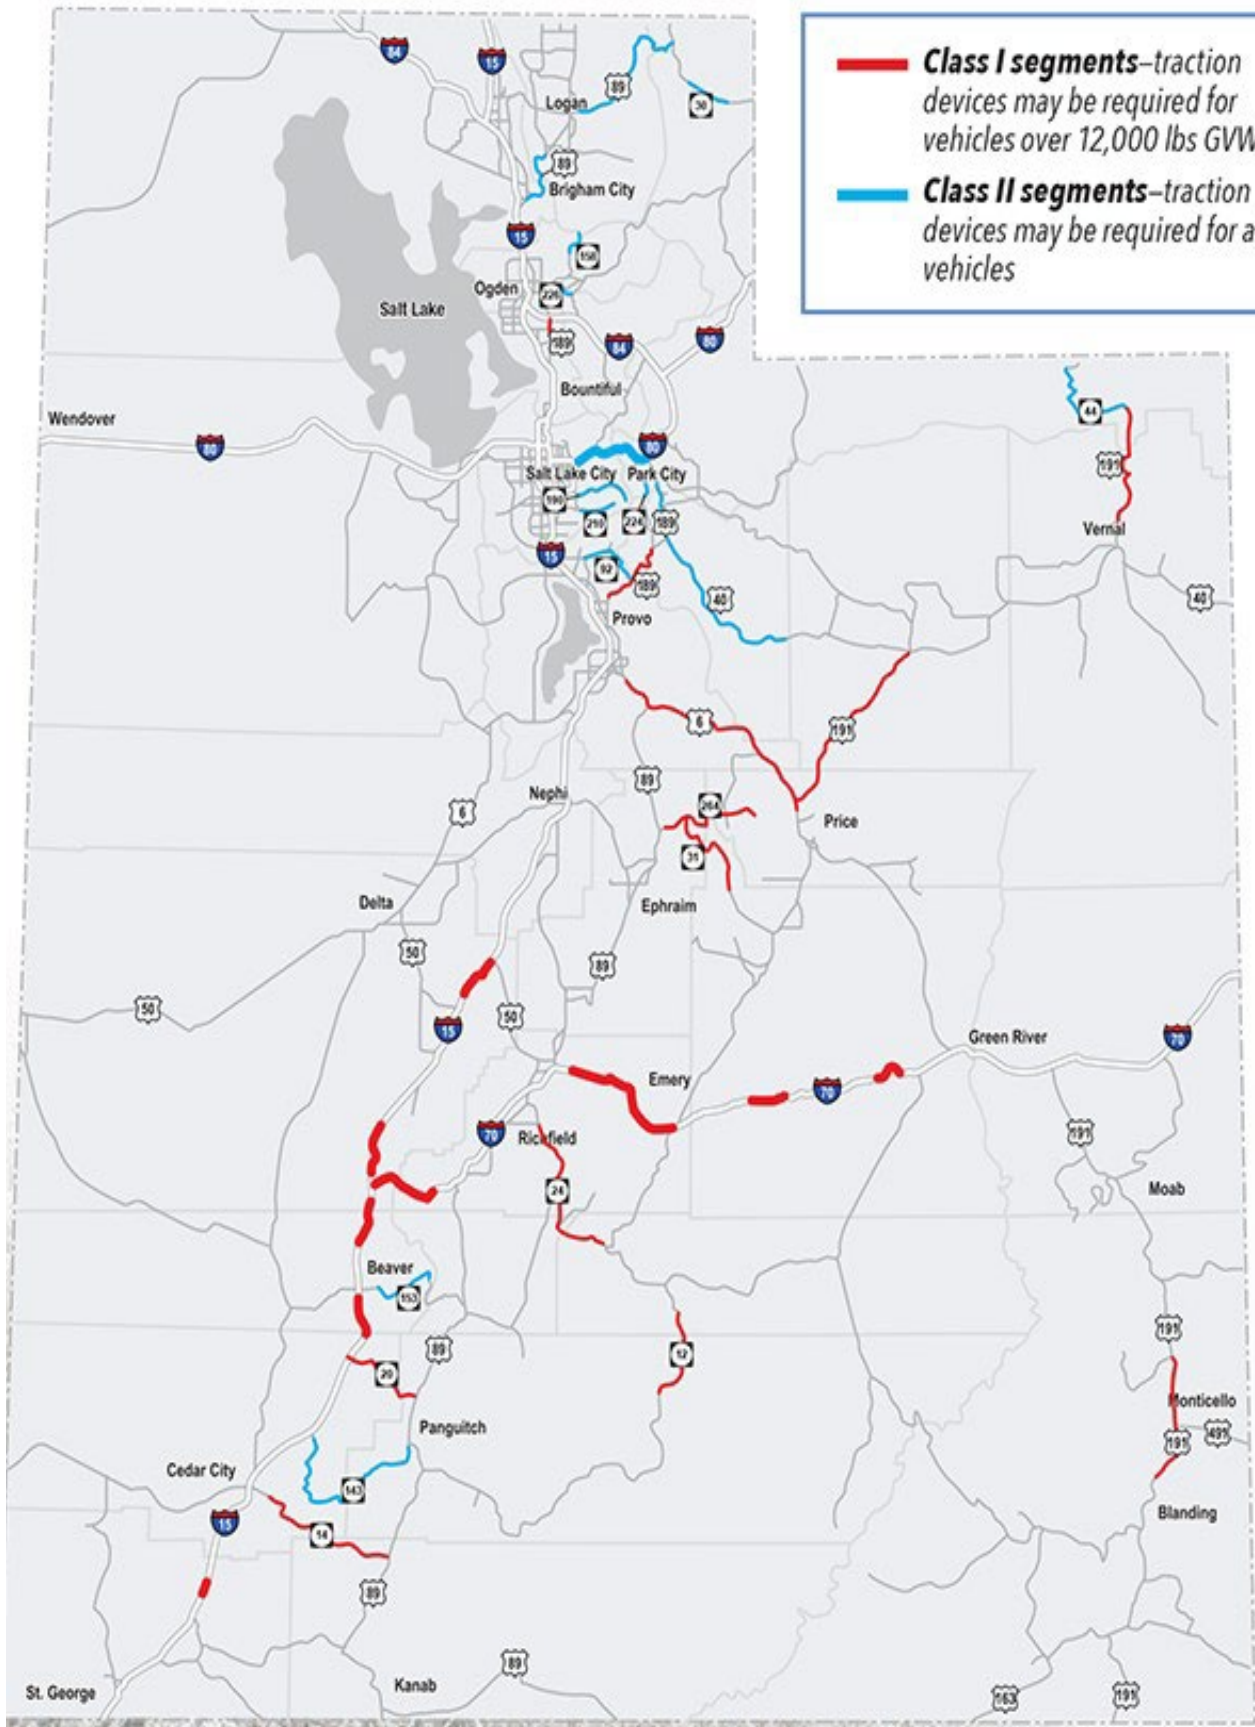 Class I segments–traction
devices may be required for
vehicles over 12,000 lbs GVW
Class II segments–traction
devices may be required for a
vehicles
84
15
89
Logan
30
89
Brigham City
15
158
Ogden
226
Salt Lake
189
84
80
Bountiful
Wendover
44
80
80
191
Salt Lake City
Park City
190
210
224
189
Vernal
15
92
189
40
40
Provo
6
191
89
Nephi
264
6
Price
31
Delta
Ephraim
50
89
50
50
15
Green River
70
Emery
70
70
Richfield
191
24
Moab
Beaver
153
191
89
12
20
Monticello
Panguitch
491
191
Cedar City
143
Blanding
15
14
89
89
Kanab
St. George
163
191